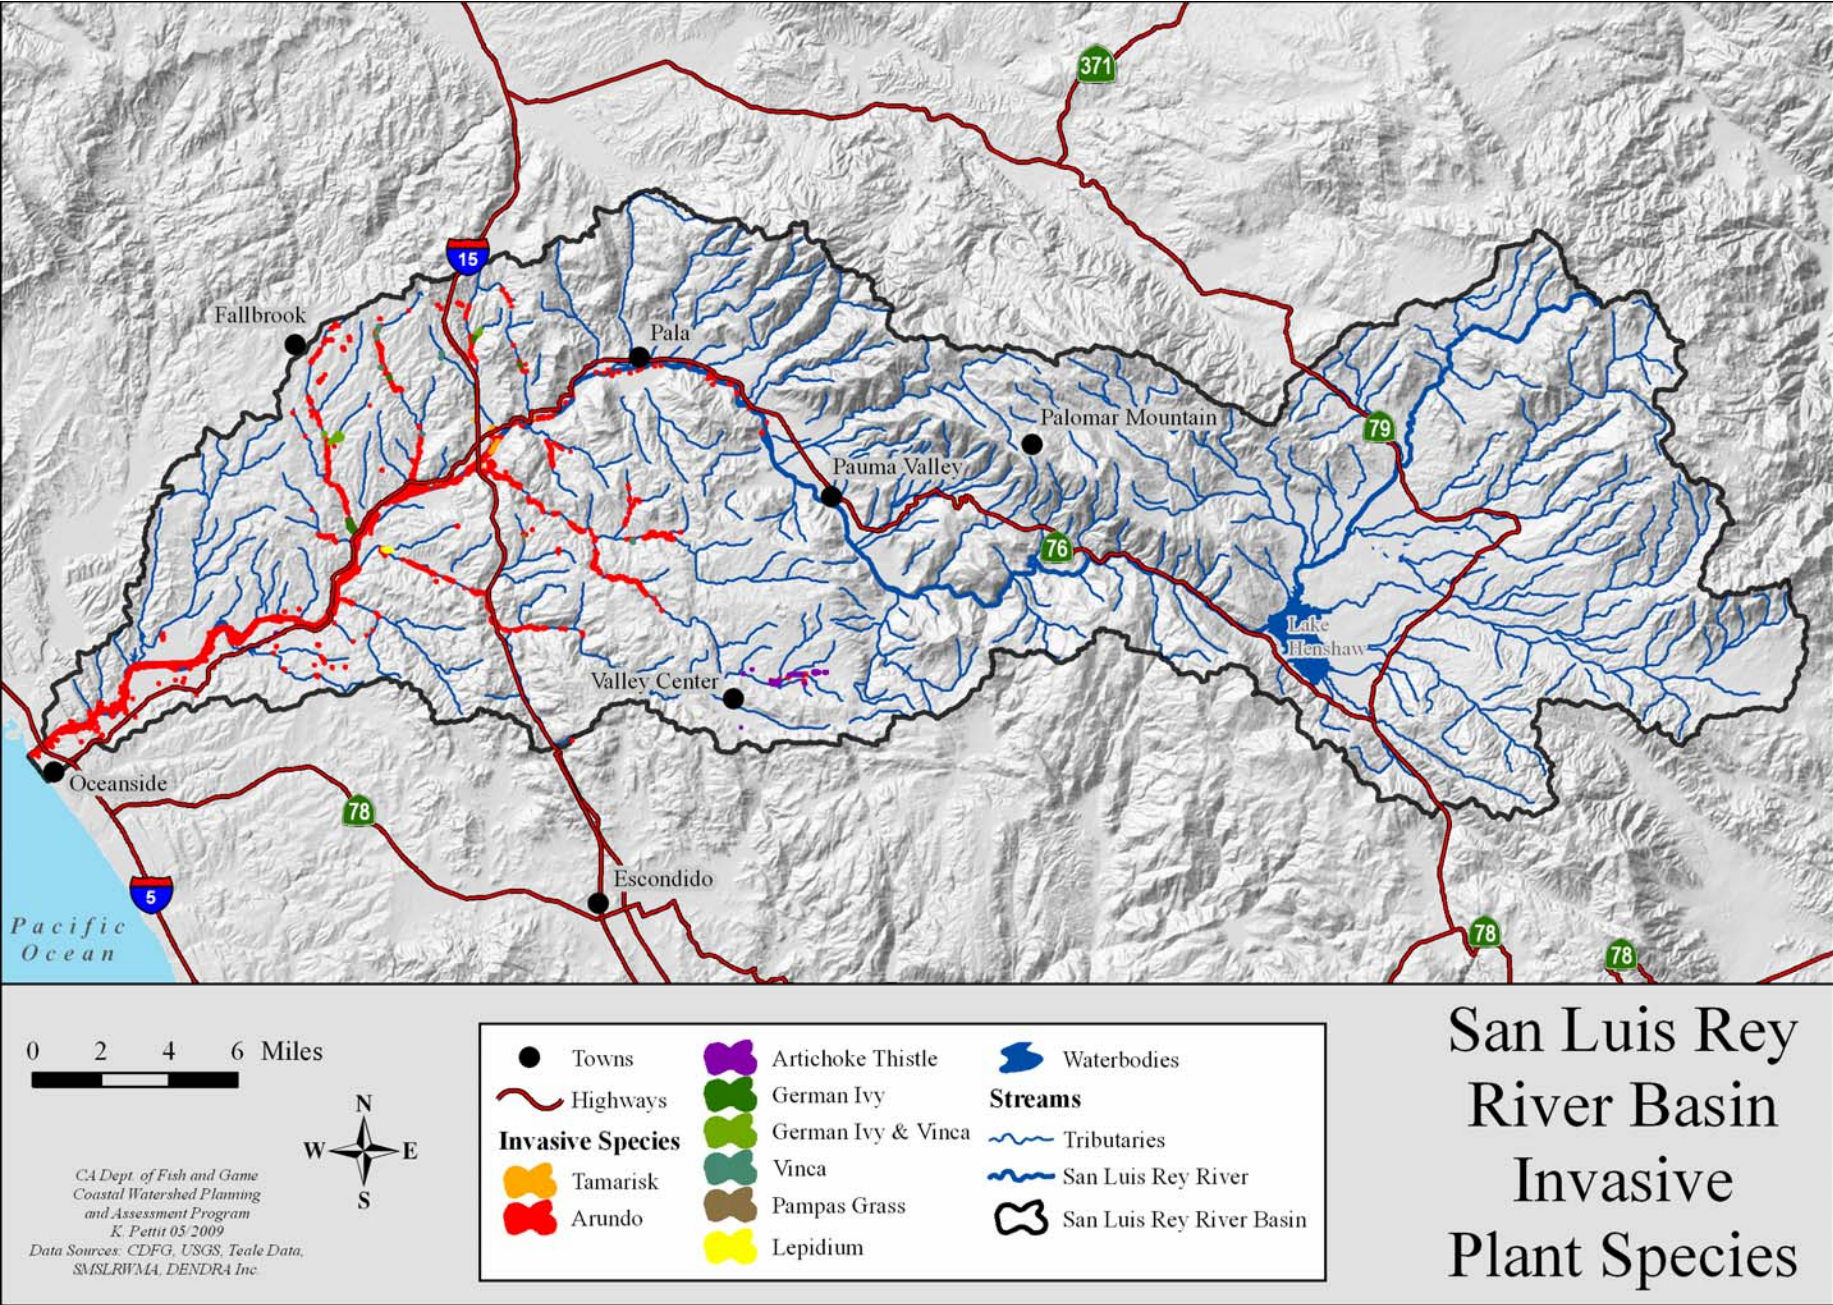 371
15
Fallbrook
Pala
79
Palomar Mountain
Pauma Valley
76
Lake
Henshaw
Valley Center
Oceanside
78
Escondido
5
Pacific
Ocean
78
78
0 2 4 6 Miles
N
W E
S
CA Dept. of Fish and Game
Coastal Watershed Planning
and Assessment Program
K. Pettit 05/2009
Data Sources: CDFG, USGS, Teale Data,
SMSLRWMA, DENDRA Inc.
Towns
Highways
Invasive Species
Tamarisk
Arundo
Artichoke Thistle
German Ivy
German Ivy & Vinca
Vinca
Pampas Grass
Lepidium
Waterbodies
Streams
Tributaries
San Luis Rey River
San Luis Rey River Basin
San Luis Rey
River Basin
Invasive
Plant Species